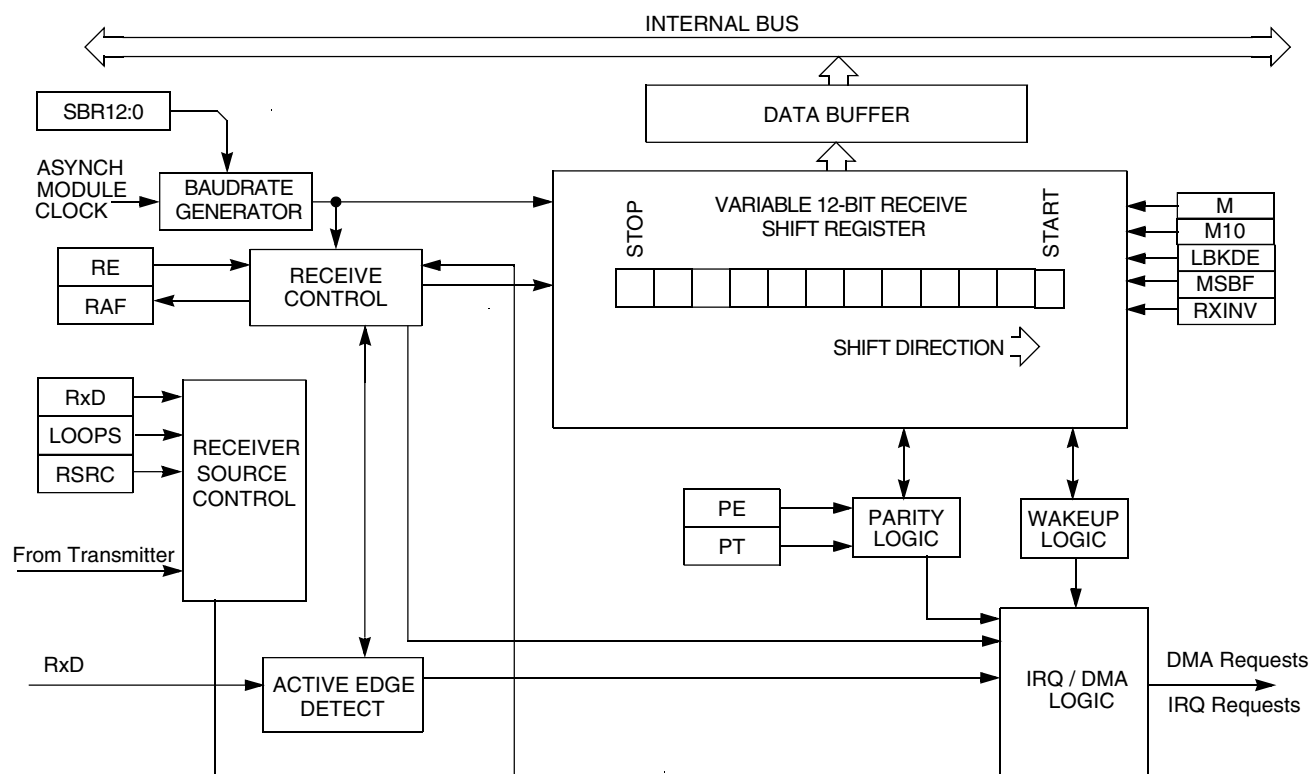 INTERNAL BUS
SBR12:0
DATA BUFFER
ASYNCH
MODULE
CLOCK
BAUDRATE
GENERATOR
VARIABLE 12-BIT RECEIVE
SHIFT REGISTER
STOP
START
M
M10
LBKDE
MSBF
RXINV
RE
RAF
RECEIVE
CONTROL
SHIFT DIRECTION
RxD
LOOPS
RSRC
RECEIVER
SOURCE
CONTROL
From Transmitter
PE
PT
PARITY
LOGIC
WAKEUP
LOGIC
RxD
ACTIVE EDGE
DETECT
IRQ / DMA
LOGIC
DMA Requests
IRQ Requests